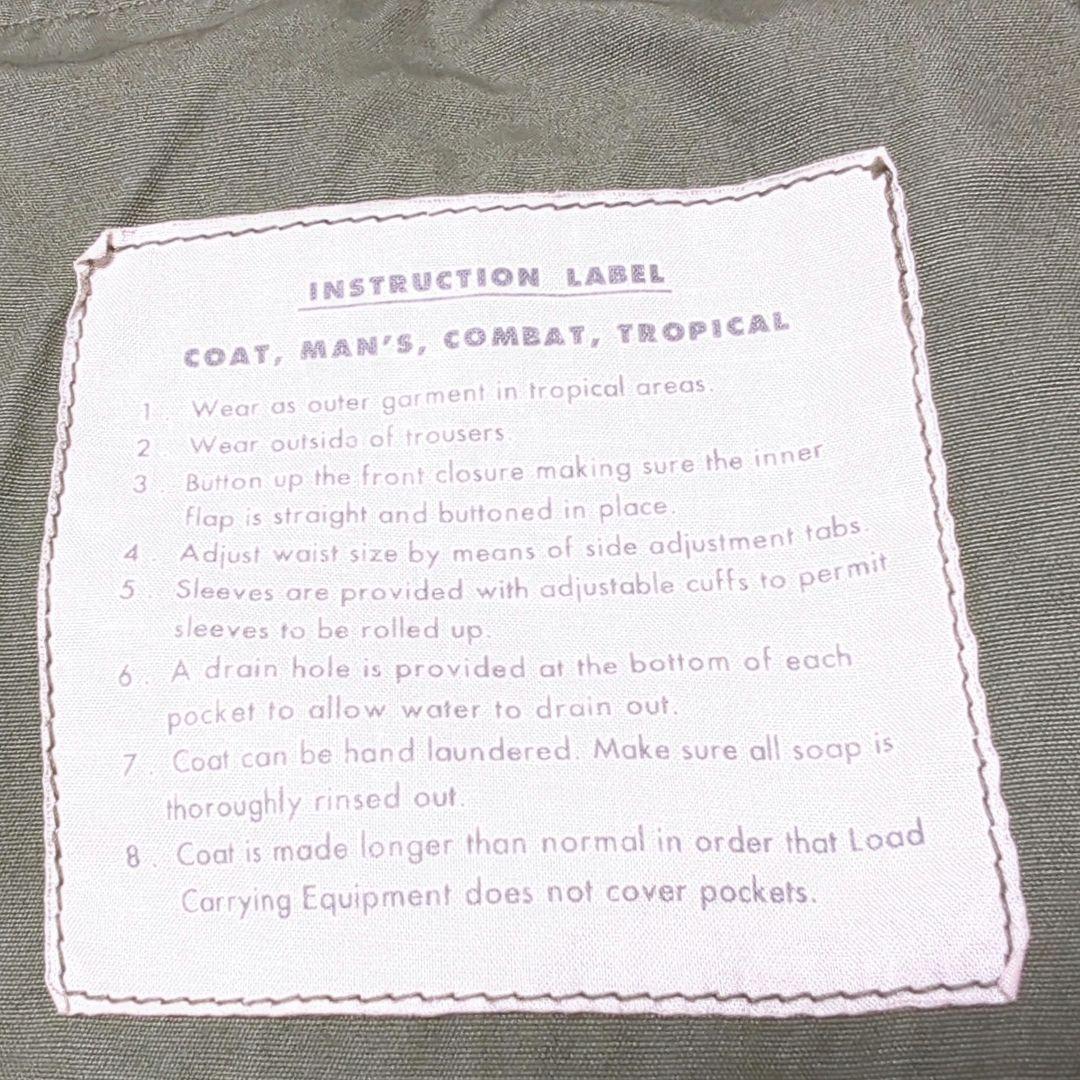 INSTRUCTION LABEL
COAT, MAN'S, COMBAT, TROPICAL
1. Wear as outer garment in tropical areas.
2. Wear outside of trousers.
3. Button up the front closure making sure the inner
flap is straight and buttoned in place.
4. Adjust waist size by means of side adjustment tabs.
5. Sleeves are provided with adjustable cuffs to permit
sleeves to be rolled up.
6. A drain hole is provided at the bottom of each
pocket to allow water to drain out.
7. Coat can be hand laundered. Make sure all soap is
thoroughly rinsed out.
8. Coat is made longer than normal in order that Load
Carrying Equipment does not cover pockets.